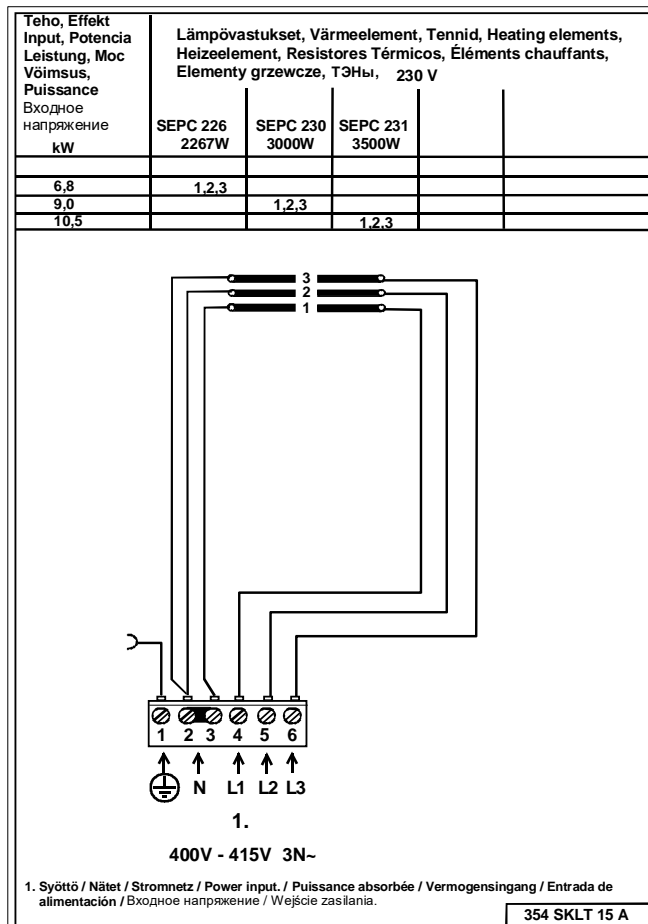 Teho, Effekt
Input, Potencia
Leistung, Moc
Vöimsus,
Puissance
Входное
напряжение
kW
Lämpövastukset, Värmeelement, Tennid, Heating elements,
Heizeelement, Resistores Térmicos, Éléments chauffants,
Elementy grzewcze, ТЭНы, 230 V
SEPC 226 SEPC 230 SEPC 231
2267W 3000W 3500W
6,8 1,2,3
9,0 1,2,3
10,5 1,2,3
3
2
1
1 2 3 4 5 6
N L1 L2 L3
1.
400V - 415V 3N~
1. Syöttö / Nätet / Stromnetz / Power input. / Puissance absorbée / Vermogensingang / Entrada de
alimentación / Входное напряжение / Wejście zasilania.
354 SKLT 15 A